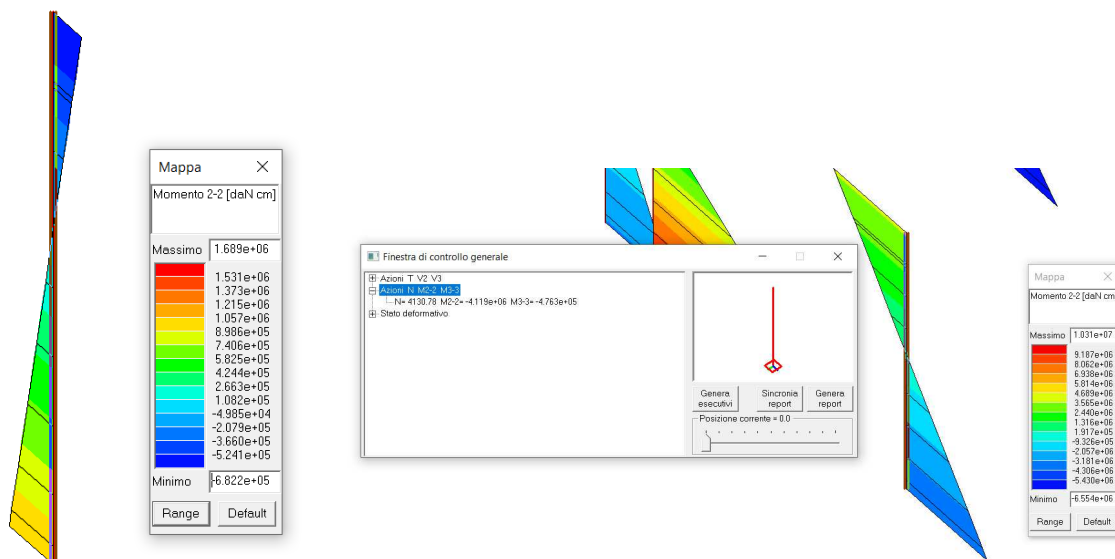 Mappa
Momento 2-2 [daN cm]
Massimo 1.689e+06
1.531e+06
1.373e+06
1.215e+06
1.057e+06
8.986e+05
7.406e+05
5.825e+05
4.244e+05
2.663e+05
1.082e+05
-4.985e+04
-2.079e+05
-3.660e+05
-5.241e+05
Minimo -6.822e+05
Range Default
Finestra di controllo generale
Azioni T V2 V3
Azioni N M2-2 M3-3
N= 4130.78 M2-2= -4.119e+06 M3-3= -4.763e+05
Stato deformativo
Genera esecutivi
Sincronia report
Genera report
Posizione corrente = 0.0
Mappa
Momento 2-2 [daN cm
Massimo 1.031e+07
9.187e+06
8.062e+06
6.938e+06
5.814e+06
4.689e+06
3.565e+06
2.440e+06
1.316e+06
1.917e+05
-9.326e+05
-2.057e+06
-3.181e+06
-4.306e+06
-5.430e+06
Minimo -6.554e+06
Range Default